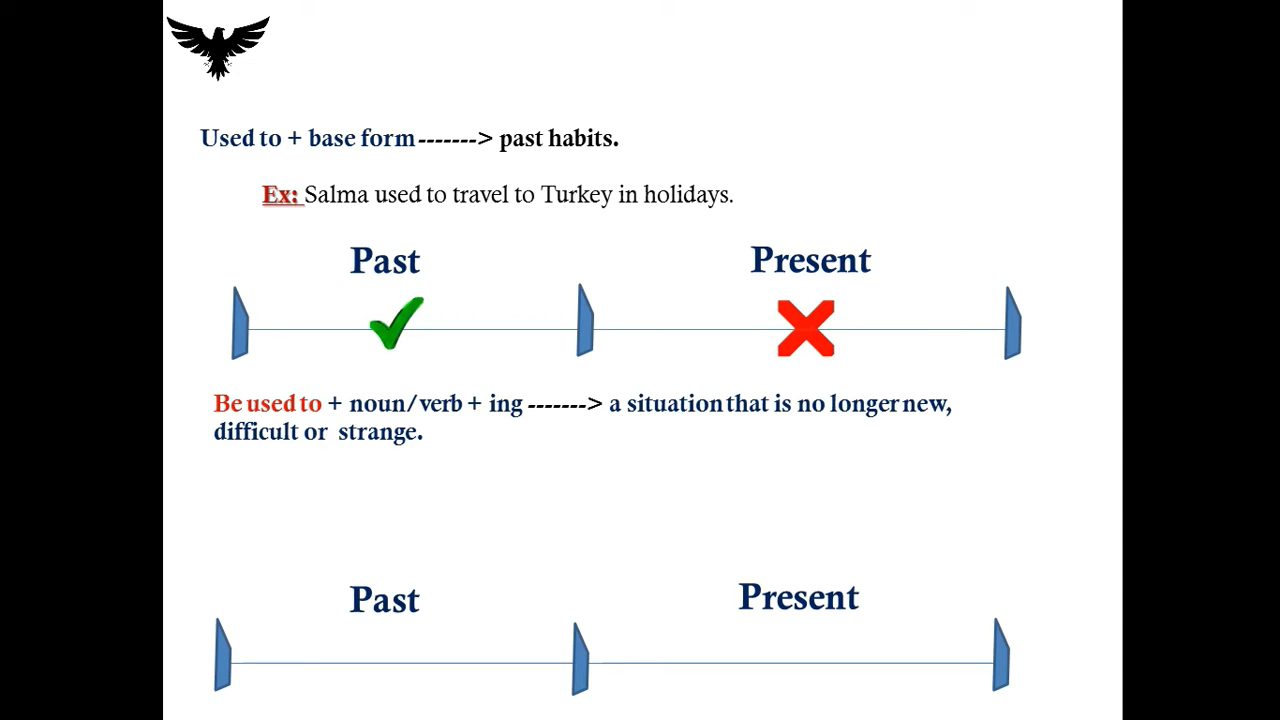 Used to + base form -------> past habits.
Ex: Salma used to travel to Turkey in holidays.
Past Present
Be used to + noun/verb + ing -------> a situation that is no longer new,
difficult or strange.
Past Present